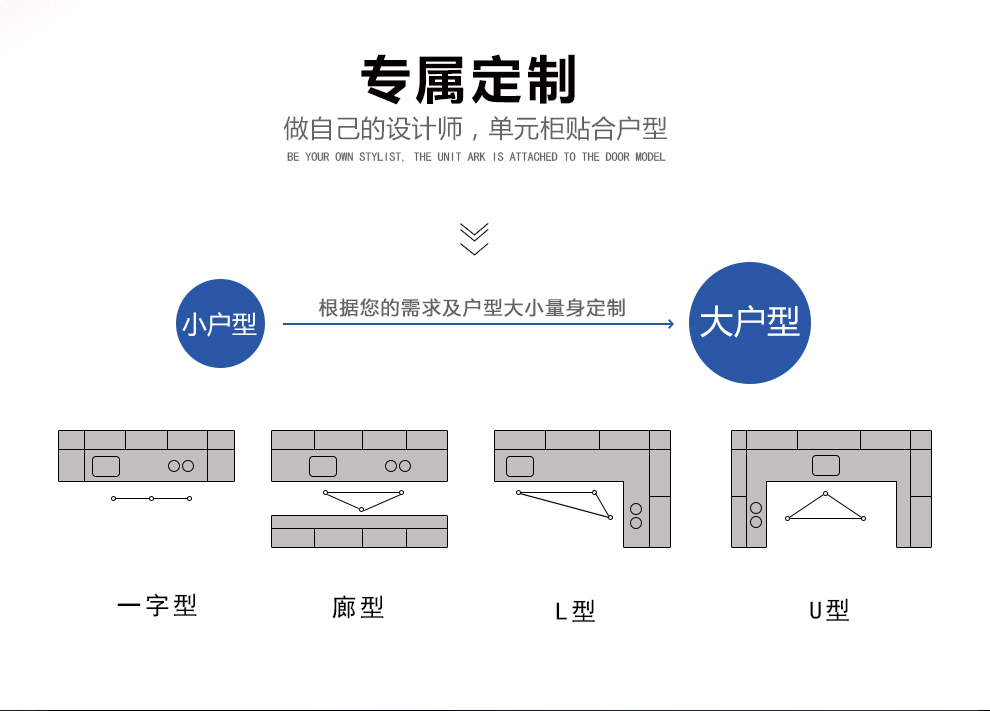 专属定制
做自己的设计师，单元柜贴合户型
BE YOUR OWN STYLIST, THE UNIT ARK IS ATTACHED TO THE DOOR MODEL
小户型
根据您的需求及户型大小量身定制
大户型
一字型
廊型
L型
U型